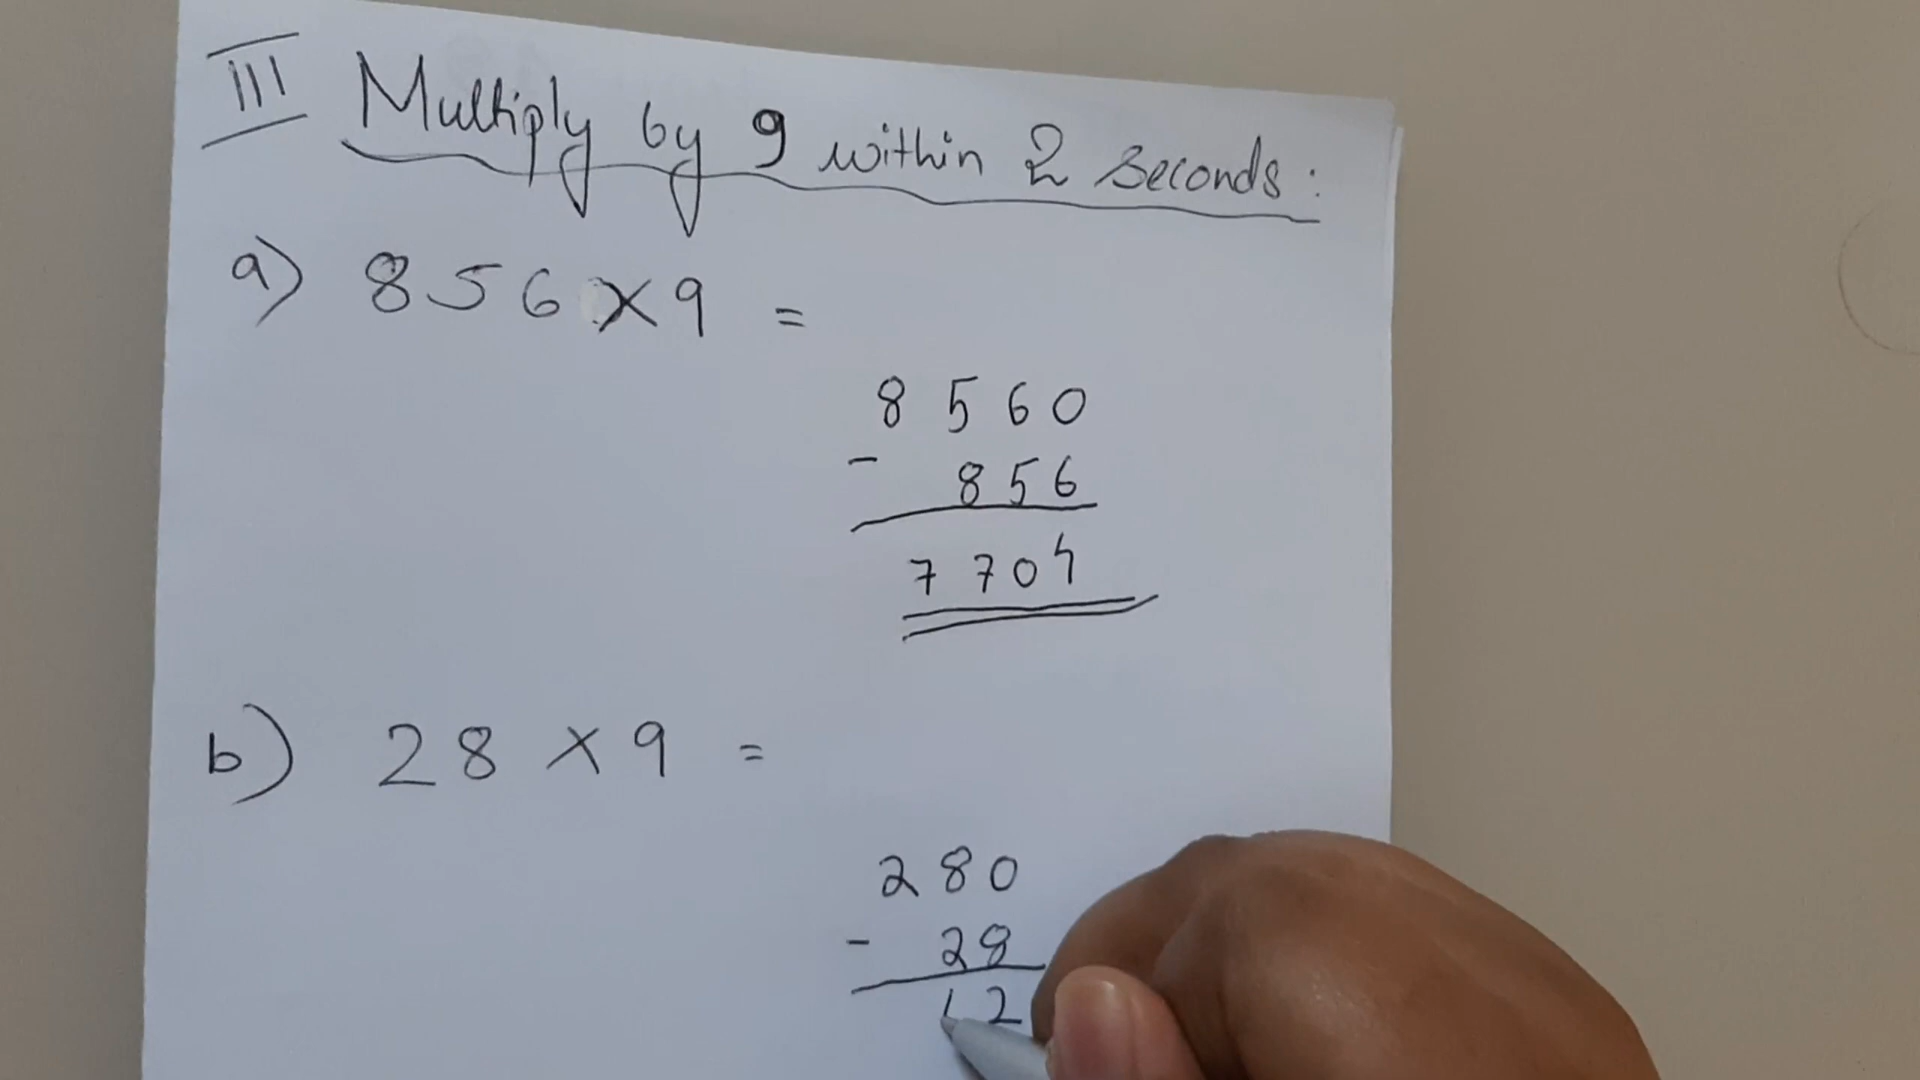 III Multiply by 9 within 2 seconds:
a) 856 × 9 =
8560
- 856
7704
b) 28 × 9 =
280
- 28
2